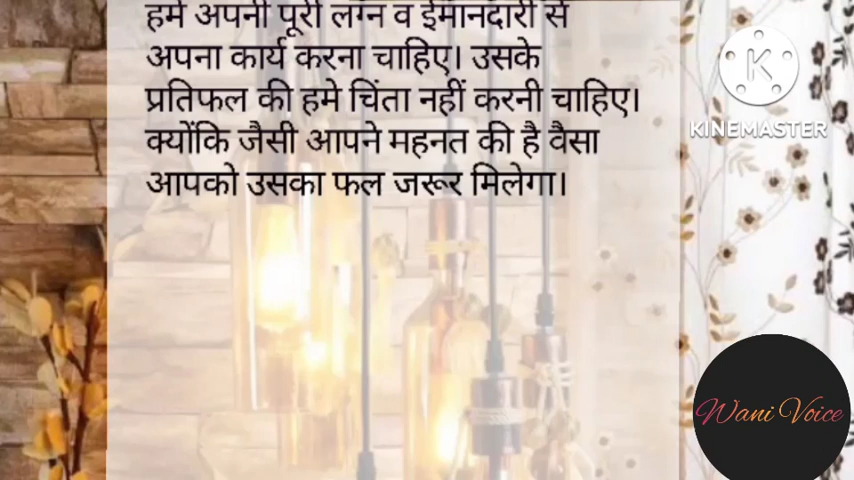 हमे अपनी पूरी लग्न व ईमानदारी से
अपना कार्य करना चाहिए। उसके
प्रतिफल की हमे चिंता नहीं करनी चाहिए।
क्योंकि जैसी आपने महनत की है वैसा
आपको उसका फल जरूर मिलेगा।
K
KINEMASTER
Wani Voice